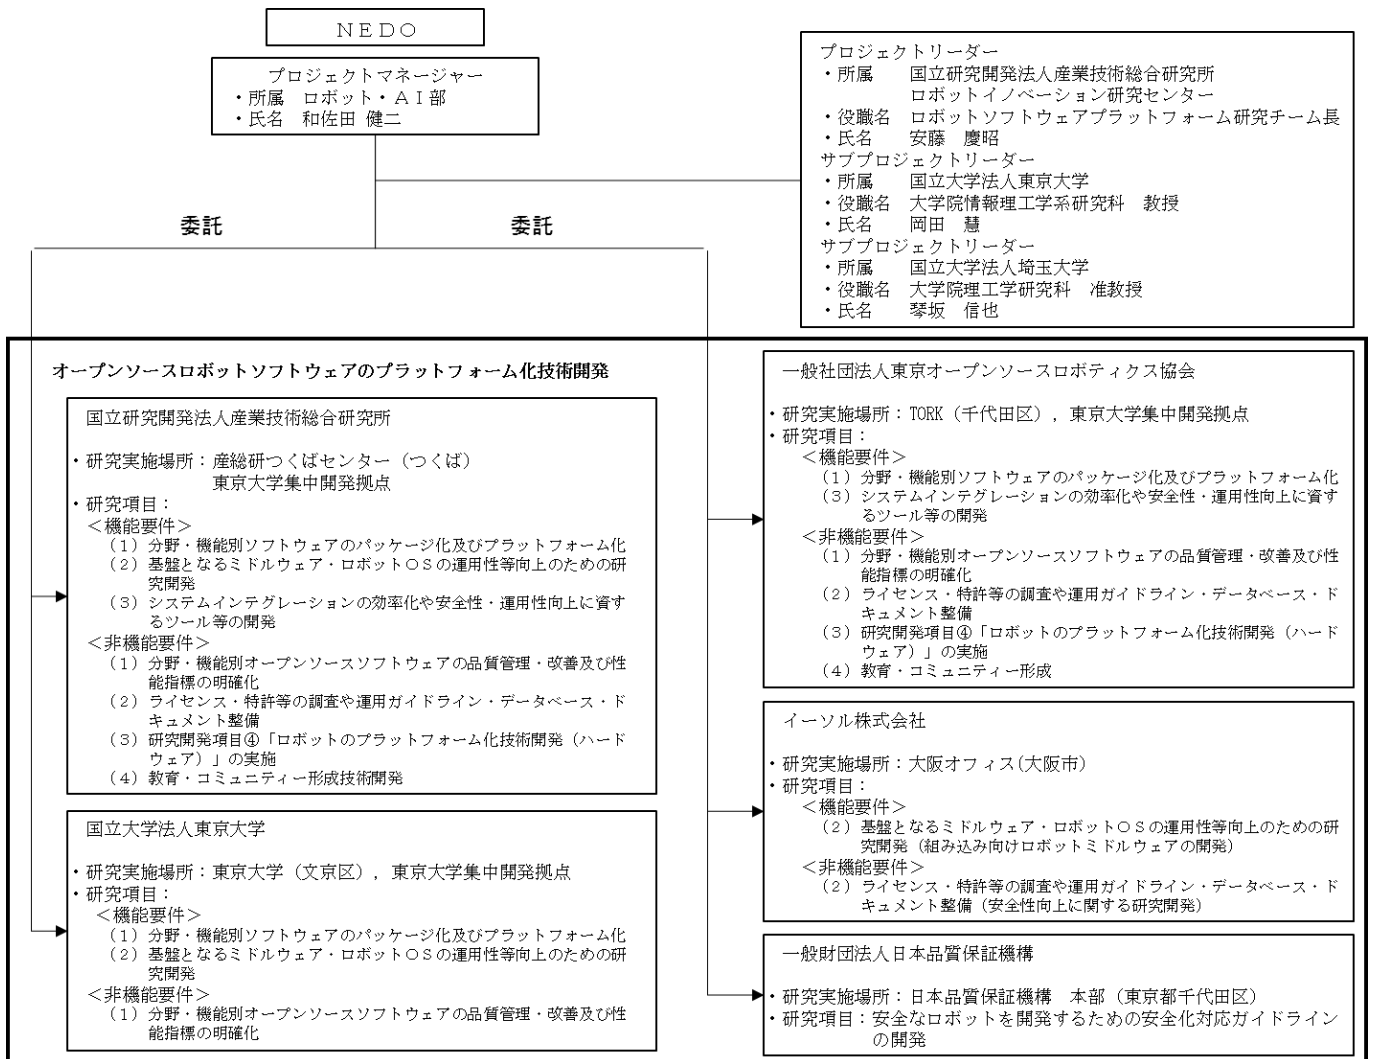 ＮＥＤＯ
プロジェクトマネージャー
・所属　ロボット・ＡＩ部
・氏名　和佐田 健二
プロジェクトリーダー
・所属　　国立研究開発法人産業技術総合研究所
ロボットイノベーション研究センター
・役職名　ロボットソフトウェアプラットフォーム研究チーム長
・氏名　　安藤　慶昭
サブプロジェクトリーダー
・所属　　国立大学法人東京大学
・役職名　大学院情報理工学系研究科　教授
・氏名　　岡田　慧
サブプロジェクトリーダー
・所属　　国立大学法人埼玉大学
・役職名　大学院理工学研究科　准教授
・氏名　　琴坂　信也
委託
委託
オープンソースロボットソフトウェアのプラットフォーム化技術開発
国立研究開発法人産業技術総合研究所
・研究実施場所：産総研つくばセンター（つくば）
東京大学集中開発拠点
・研究項目：
＜機能要件＞
（１）分野・機能別ソフトウェアのパッケージ化及びプラットフォーム化
（２）基盤となるミドルウェア・ロボットＯＳの運用性等向上のための研
究開発
（３）システムインテグレーションの効率化や安全性・運用性向上に資す
るツール等の開発
＜非機能要件＞
（１）分野・機能別オープンソースソフトウェアの品質管理・改善及び性
能指標の明確化
（２）ライセンス・特許等の調査や運用ガイドライン・データベース・ド
キュメント整備
（３）研究開発項目④「ロボットのプラットフォーム化技術開発（ハード
ウェア）」の実施
（４）教育・コミュニティー形成技術開発
国立大学法人東京大学
・研究実施場所：東京大学（文京区），東京大学集中開発拠点
・研究項目：
＜機能要件＞
（１）分野・機能別ソフトウェアのパッケージ化及びプラットフォーム化
（２）基盤となるミドルウェア・ロボットＯＳの運用性等向上のための研
究開発
＜非機能要件＞
（１）分野・機能別オープンソースソフトウェアの品質管理・改善及び性
能指標の明確化
一般社団法人東京オープンソースロボティクス協会
・研究実施場所：TORK（千代田区），東京大学集中開発拠点
・研究項目：
＜機能要件＞
（１）分野・機能別ソフトウェアのパッケージ化及びプラットフォーム化
（３）システムインテグレーションの効率化や安全性・運用性向上に資す
るツール等の開発
＜非機能要件＞
（１）分野・機能別オープンソースソフトウェアの品質管理・改善及び性
能指標の明確化
（２）ライセンス・特許等の調査や運用ガイドライン・データベース・ド
キュメント整備
（３）研究開発項目④「ロボットのプラットフォーム化技術開発（ハード
ウェア）」の実施
（４）教育・コミュニティー形成
イーソル株式会社
・研究実施場所：大阪オフィス(大阪市)
・研究項目：
＜機能要件＞
（２）基盤となるミドルウェア・ロボットＯＳの運用性等向上のための研
究開発（組み込み向けロボットミドルウェアの開発）
＜非機能要件＞
（２）ライセンス・特許等の調査や運用ガイドライン・データベース・ド
キュメント整備（安全性向上に関する研究開発）
一般財団法人日本品質保証機構
・研究実施場所：日本品質保証機構　本部（東京都千代田区）
・研究項目：安全なロボットを開発するための安全化対応ガイドライン
の開発